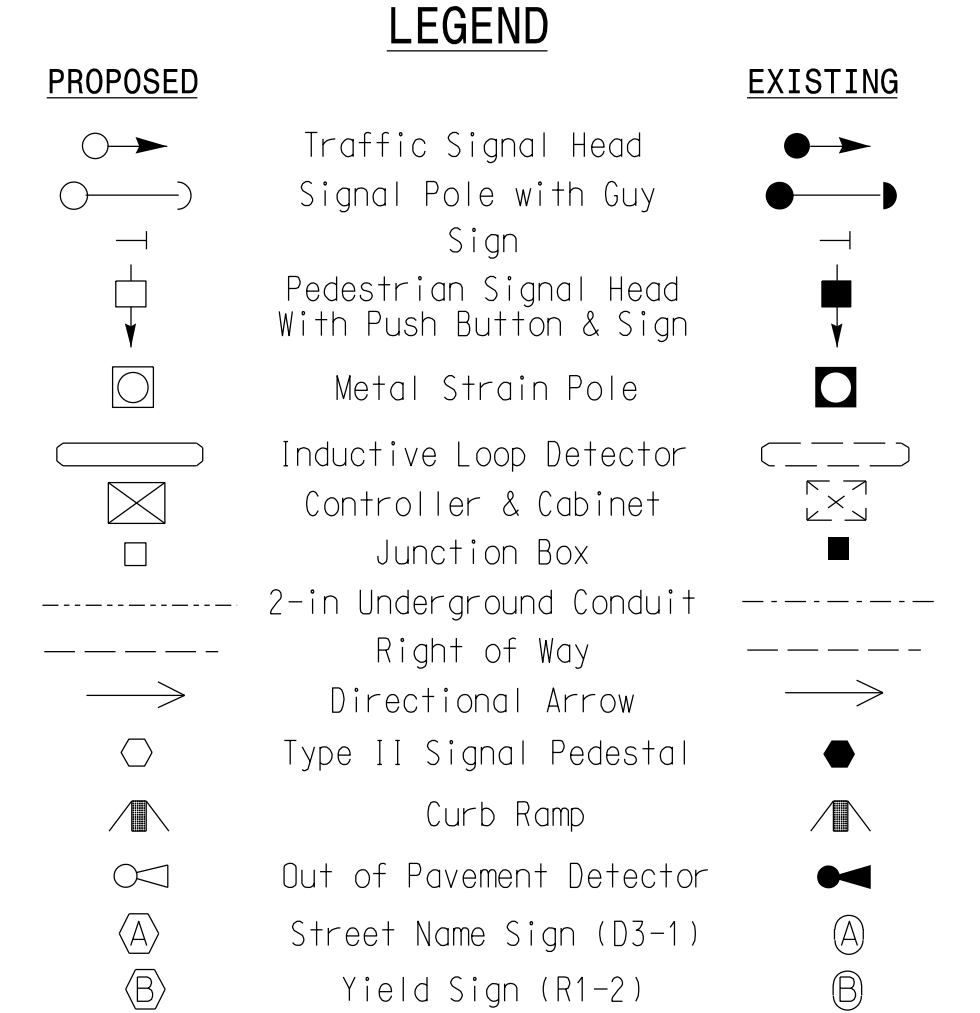 LEGEND
PROPOSED EXISTING
Traffic Signal Head
Signal Pole with Guy
Sign
Pedestrian Signal Head
With Push Button & Sign
Metal Strain Pole
Inductive Loop Detector
Controller & Cabinet
Junction Box
2-in Underground Conduit
Right of Way
Directional Arrow
Type II Signal Pedestal
Curb Ramp
Out of Pavement Detector
A Street Name Sign (D3-1) A
B Yield Sign (R1-2) B